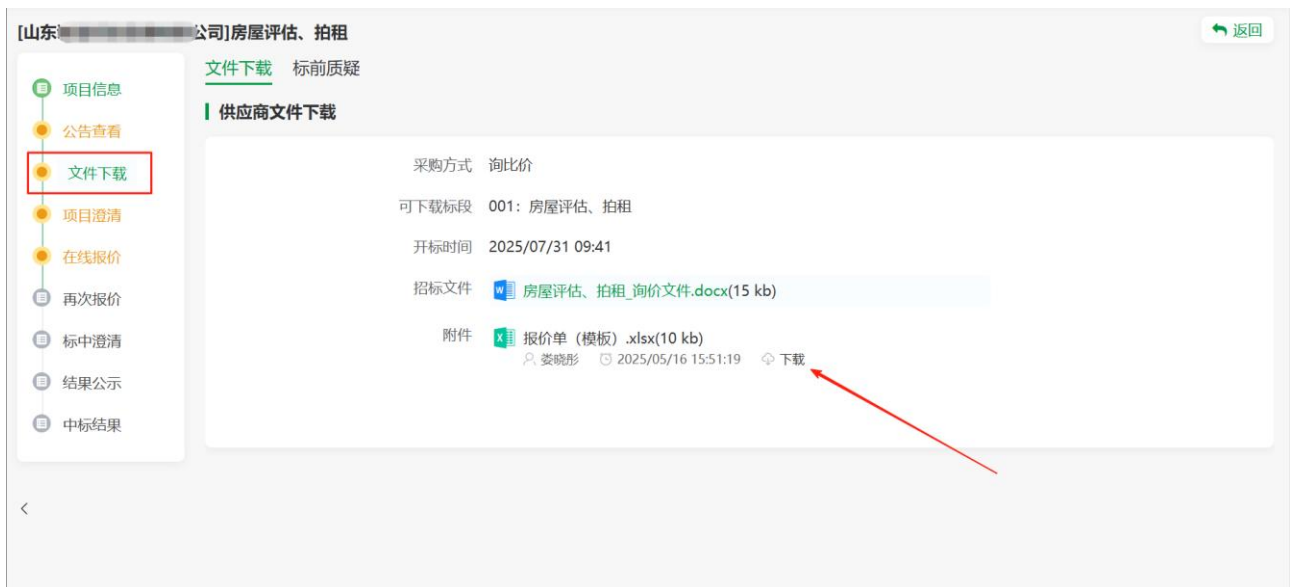 [山东 公司]房屋评估、拍租
返回
项目信息
公告查看
文件下载
项目澄清
在线报价
再次报价
标中澄清
结果公示
中标结果
文件下载 标前质疑
供应商文件下载
采购方式 询比价
可下载标段 001：房屋评估、拍租
开标时间 2025/07/31 09:41
招标文件 房屋评估、拍租_询价文件.docx(15 kb)
附件 报价单（模板）.xlsx(10 kb)
娄晓彤 2025/05/16 15:51:19 下载